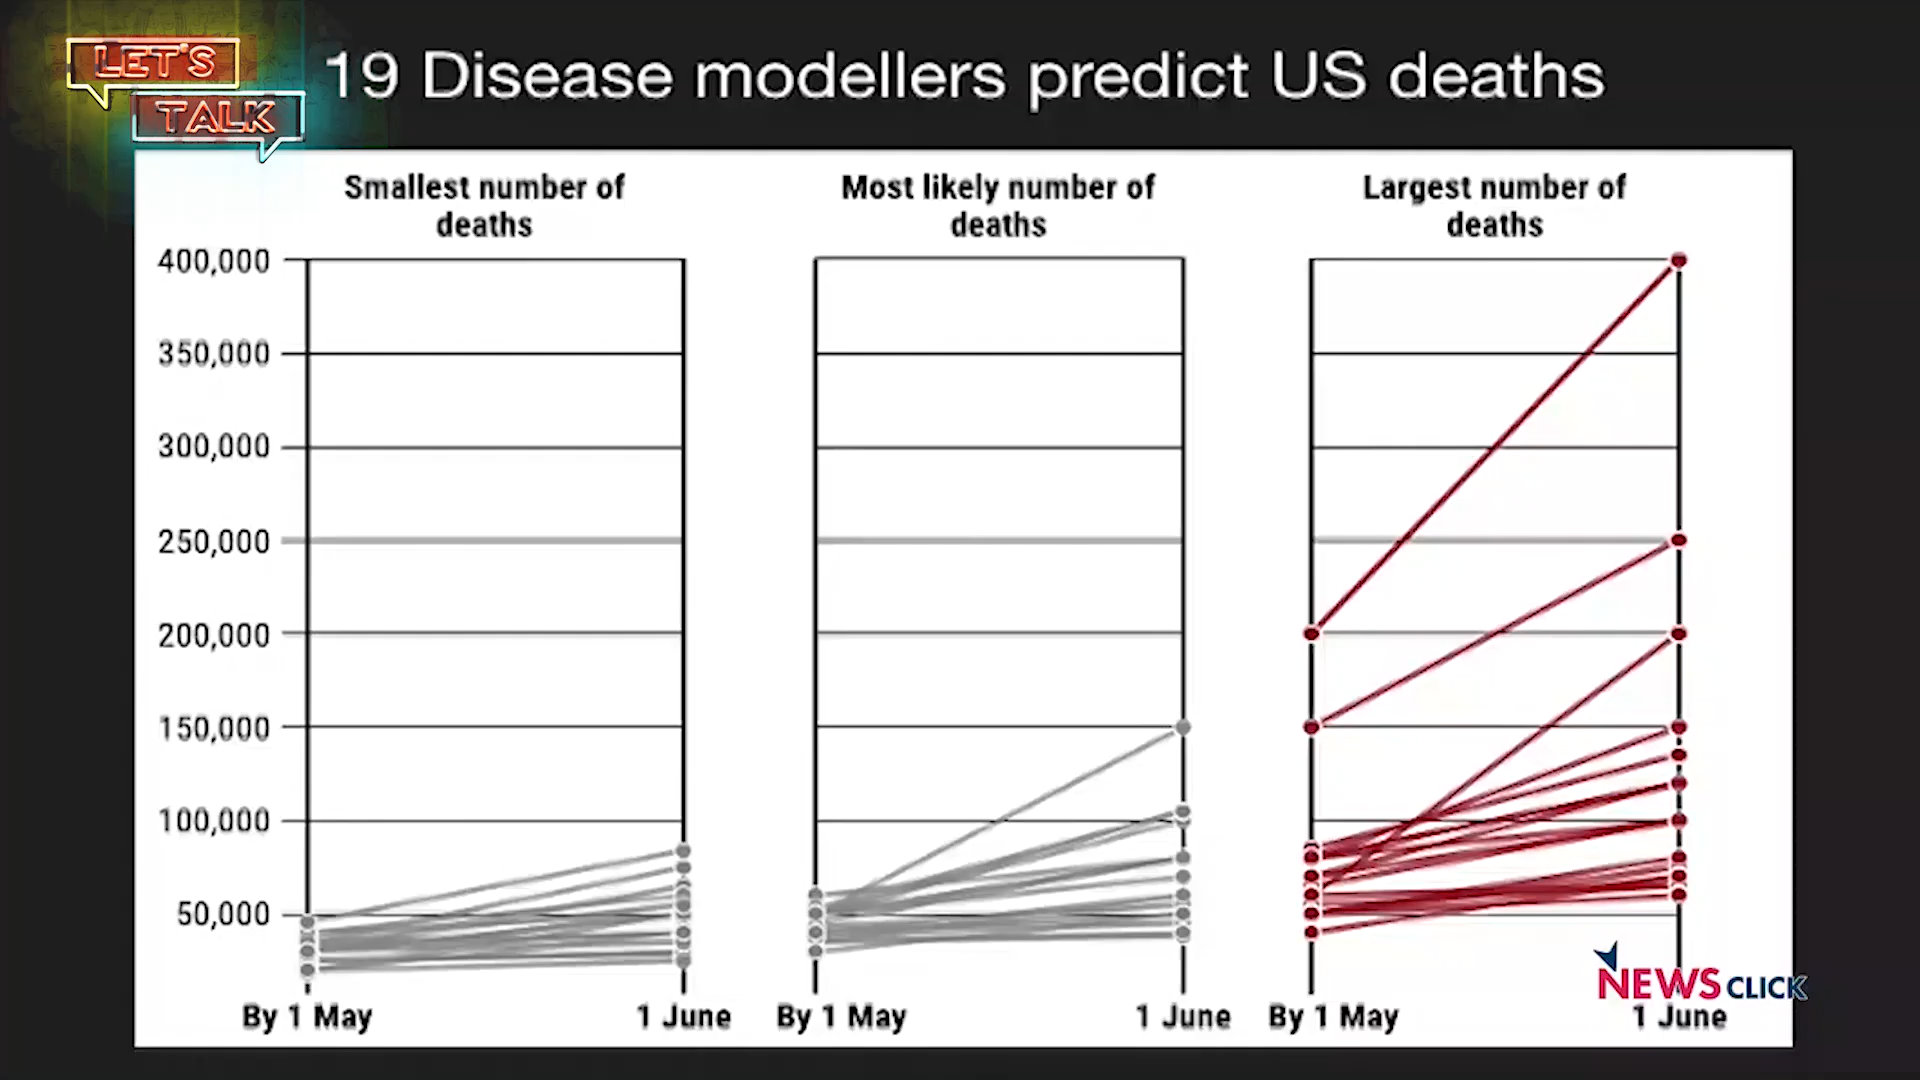 LET'S
TALK
19 Disease modellers predict US deaths
Smallest number of
deaths
Most likely number of
deaths
Largest number of
deaths
400,000
350,000
300,000
250,000
200,000
150,000
100,000
50,000
By 1 May
1 June
By 1 May
1 June
By 1 May
1 June
NEWSCLICK